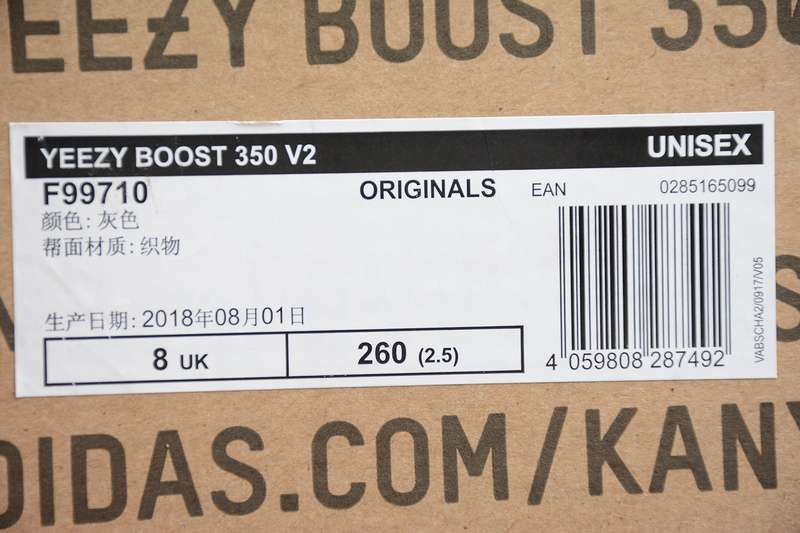 EEZY BOOST 350
YEEZY BOOST 350 V2 UNISEX
F99710 ORIGINALS EAN 0285165099
颜色: 灰色
帮面材质: 织物
生产日期: 2018年08月01日
8 UK 260 (2.5)
4 059808 287492
VABSCHA2/0917/V05
DIDAS.COM/KANY